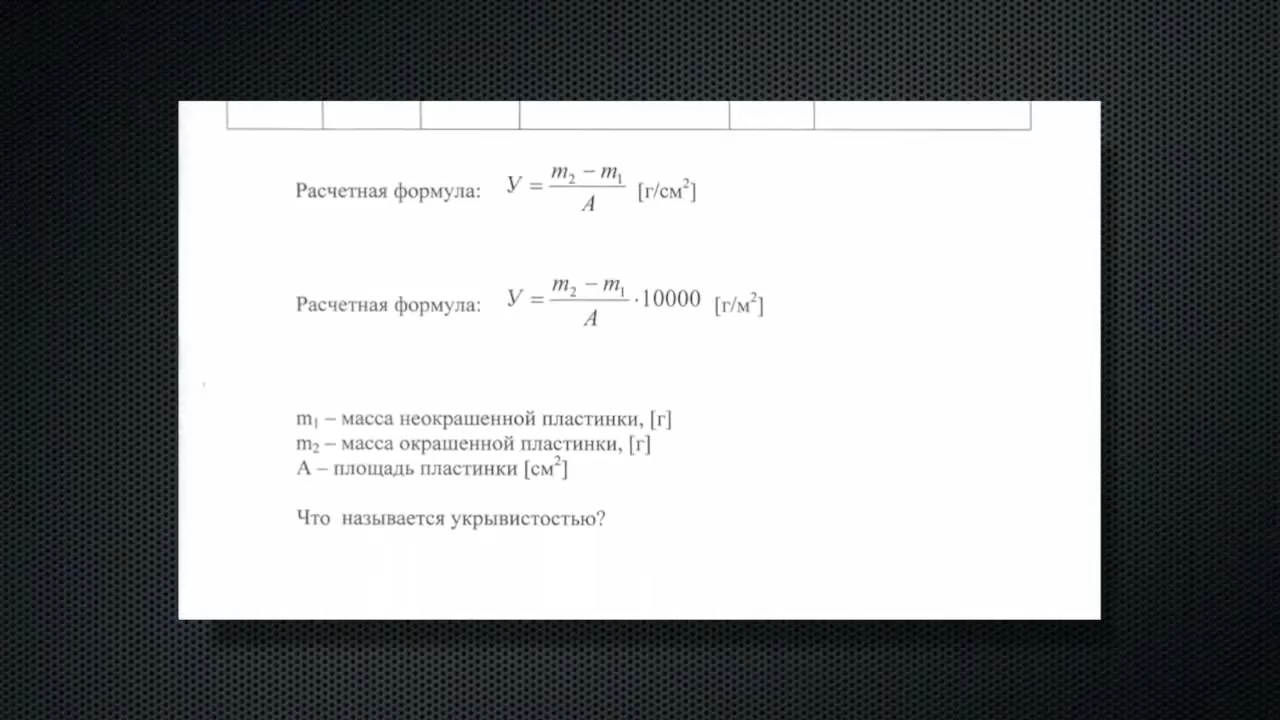 Расчетная формула: У = (m₂ − m₁) / A [г/см²]
Расчетная формула: У = (m₂ − m₁) / A · 10000 [г/м²]
m₁ – масса неокрашенной пластинки, [г]
m₂ – масса окрашенной пластинки, [г]
А – площадь пластинки [см²]
Что называется укрывистостью?